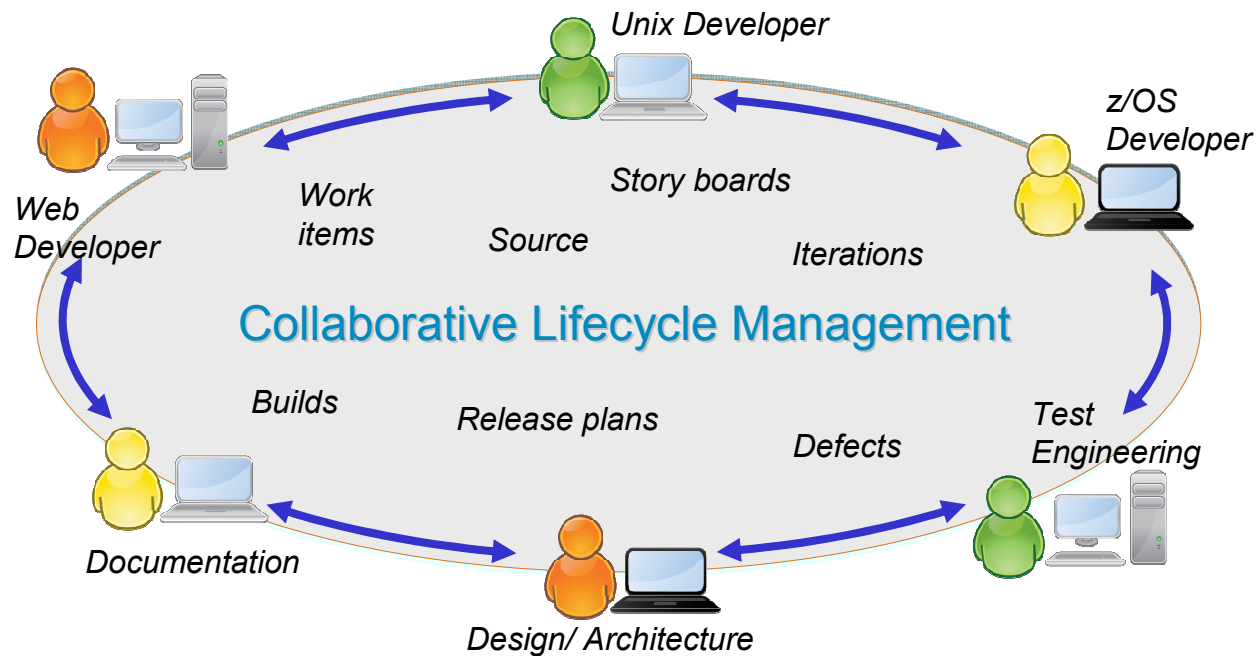 Unix Developer
z/OS
Developer
Story boards
Work
items
Web
Developer
Source
Iterations
Collaborative Lifecycle Management
Builds
Release plans
Test
Engineering
Defects
Documentation
Design/ Architecture